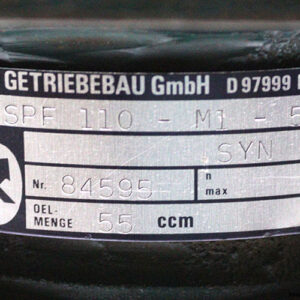 GETRIEBEBAU GmbH D 97999
SPF 110 - M1 - 5
SYN
Nr. 84595 n max
OEL-
MENGE 55 ccm